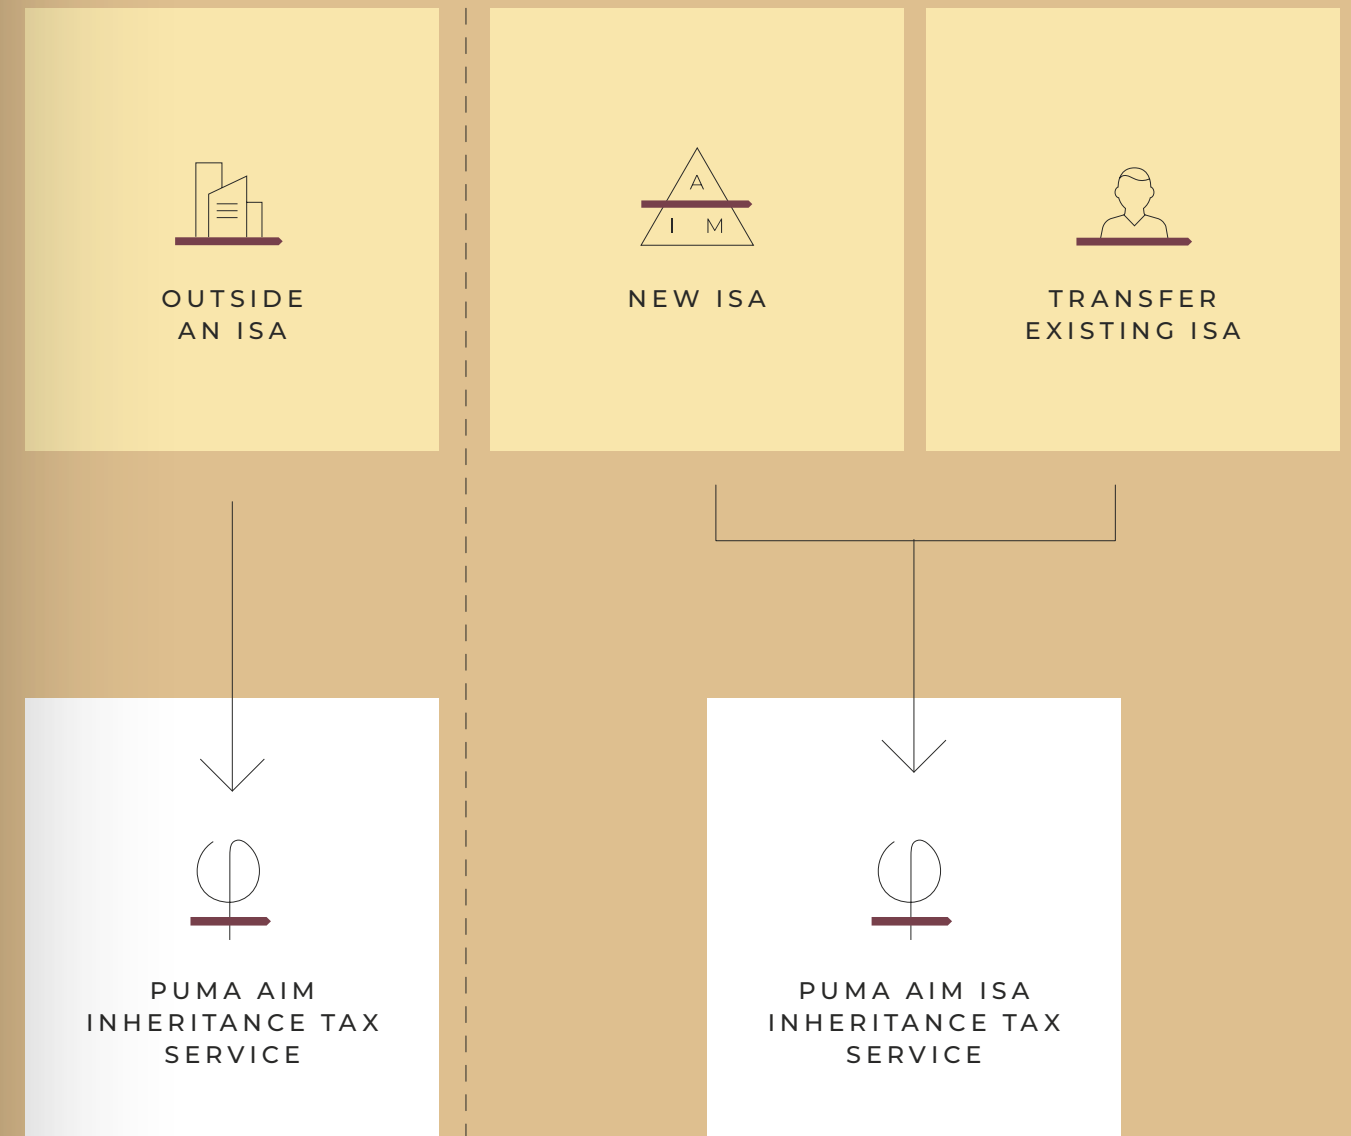 OUTSIDE
AN ISA
A
I M
NEW ISA
TRANSFER
EXISTING ISA
PUMA AIM
INHERITANCE TAX
SERVICE
PUMA AIM ISA
INHERITANCE TAX
SERVICE